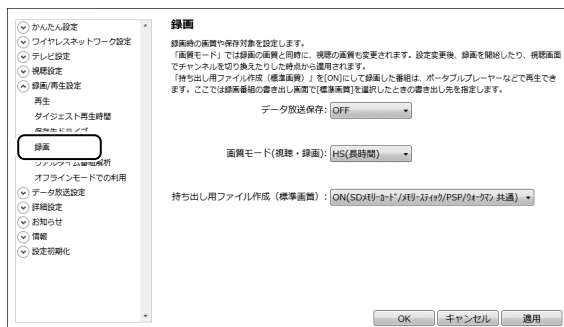 かんたん設定
ワイヤレスネットワーク設定
テレビ設定
視聴設定
録画/再生設定
再生
ダイジェスト再生時間
保存先ドライブ
録画
リアルタイム番組解析
オフラインモードでの利用
データ放送設定
詳細設定
お知らせ
情報
設定初期化
録画
録画時の画質や保存対象を設定します。
「画質モード」では録画の画質と同時に、視聴の画質も変更されます。設定変更後、録画を開始したり、視聴画面
でチャンネルを切り換えたりした時点から適用されます。
「持ち出し用ファイル作成（標準画質）」を[ON]にして録画した番組は、ポータブルプレーヤーなどで再生でき
ます。ここでは録画番組の書き出し画面で[標準画質]を選択したときの書き出し先を指定します。
データ放送保存: OFF
画質モード(視聴・録画): HS(長時間)
持ち出し用ファイル作成（標準画質）: ON(SDﾒﾓﾘｰｶｰﾄﾞ/ﾒﾓﾘｰｽﾃｨｯｸ/PSP/ｳｫｰｸﾏﾝ 共通)
OK キャンセル 適用